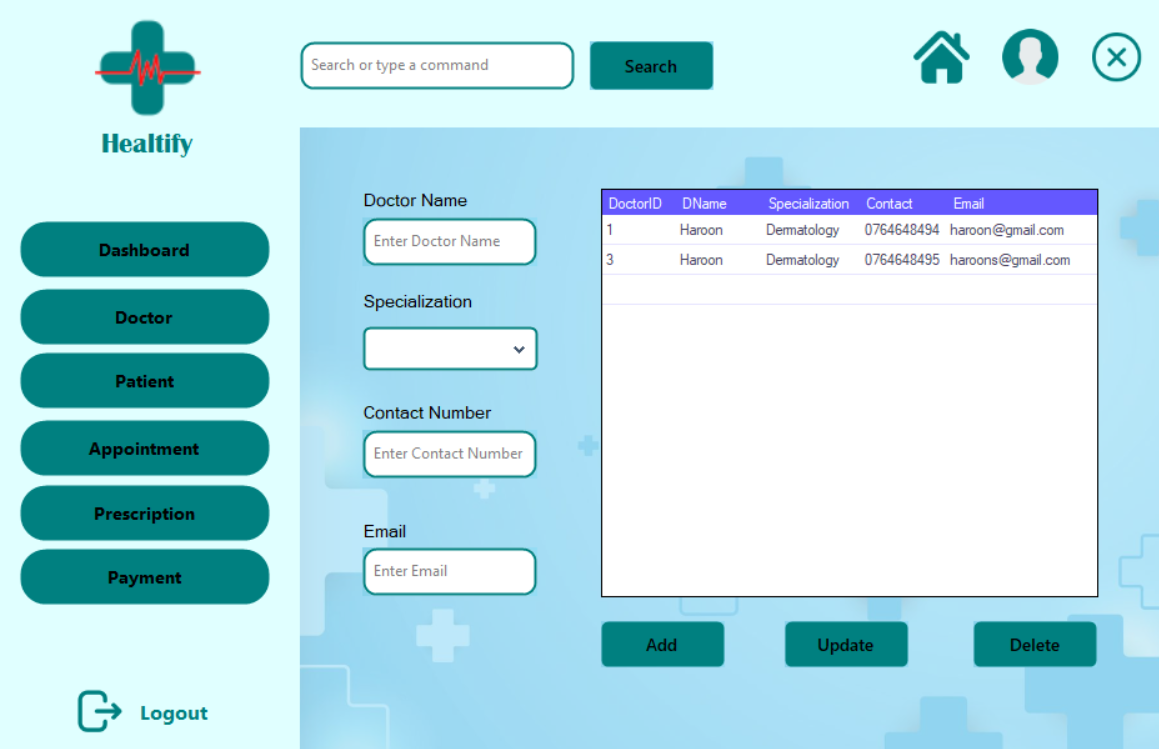 Healtify
Search or type a command
Search
Dashboard
Doctor
Patient
Appointment
Prescription
Payment
Logout
Doctor Name
Enter Doctor Name
Specialization
Contact Number
Enter Contact Number
Email
Enter Email
DoctorID DName Specialization Contact Email
1 Haroon Dermatology 0764648494 haroon@gmail.com
3 Haroon Dermatology 0764648495 haroons@gmail.com
Add Update Delete